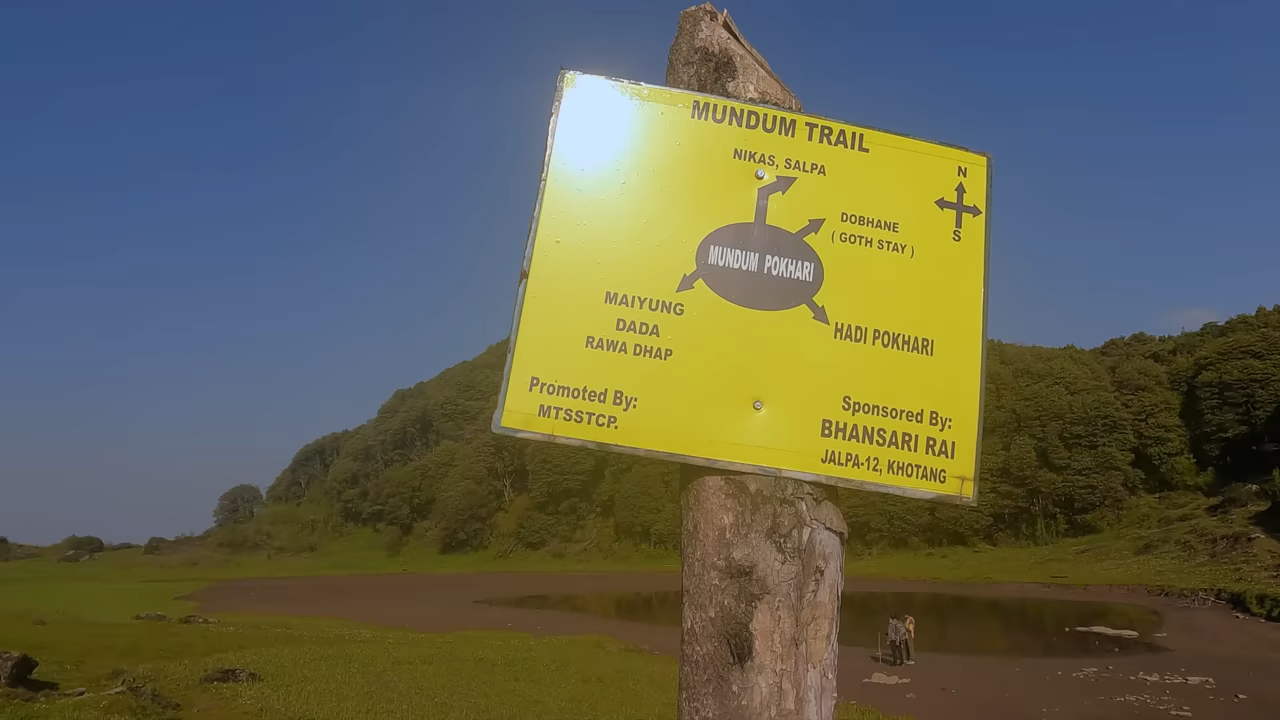 MUNDUM TRAIL
NIKAS, SALPA
N
S
DOBHANE
( GOTH STAY )
MUNDUM POKHARI
MAIYUNG
DADA
RAWA DHAP
HADI POKHARI
Promoted By:
MTSSTCP.
Sponsored By:
BHANSARI RAI
JALPA-12, KHOTANG